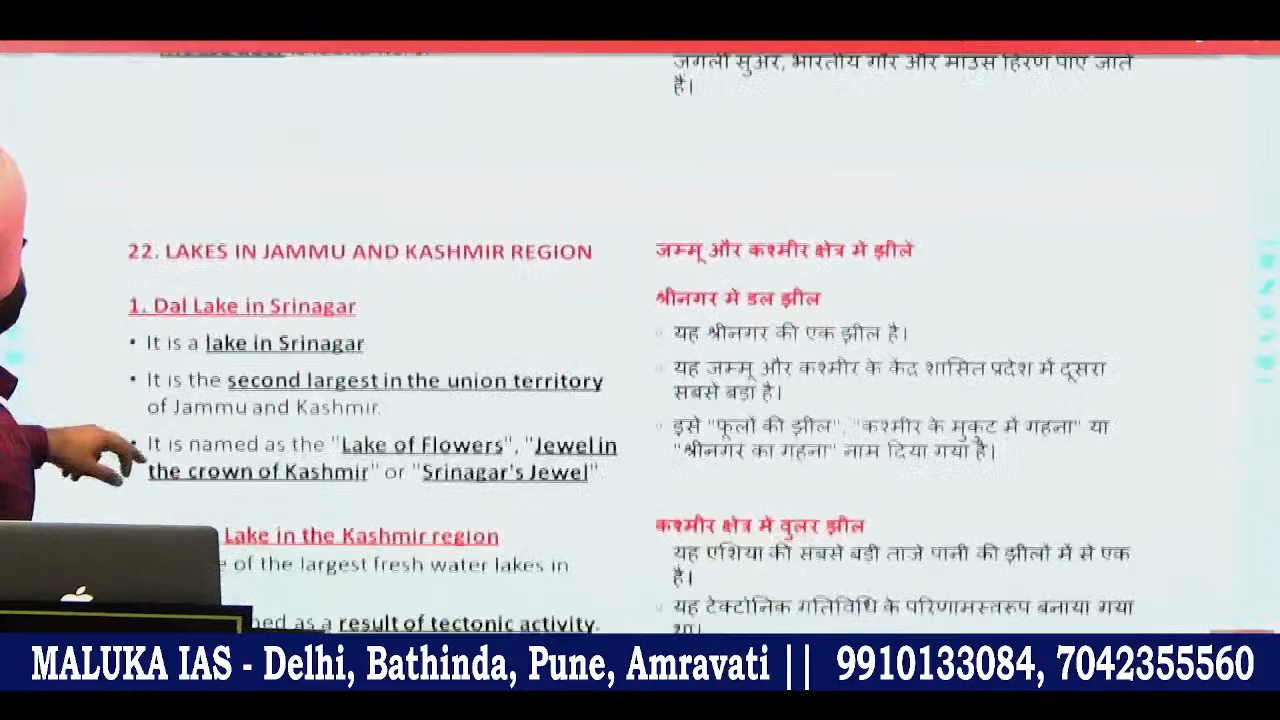 जंगली सुअर, भारतीय गौर और माउस हिरण पाए जाते
है।
22. LAKES IN JAMMU AND KASHMIR REGION
1. Dal Lake in Srinagar
• It is a lake in Srinagar
• It is the second largest in the union territory
of Jammu and Kashmir.
• It is named as the "Lake of Flowers", "Jewel in
the crown of Kashmir" or "Srinagar's Jewel".
Lake in the Kashmir region
of the largest fresh water lakes in
as a result of tectonic activity.
जम्मू और कश्मीर क्षेत्र में झीलें
श्रीनगर में डल झील
यह श्रीनगर की एक झील है।
यह जम्मू और कश्मीर के केंद्र शासित प्रदेश में दूसरा
सबसे बड़ा है।
इसे "फूलों की झील", "कश्मीर के मुकुट में गहना" या
"श्रीनगर का गहना" नाम दिया गया है।
कश्मीर क्षेत्र में वुलर झील
यह एशिया की सबसे बड़ी ताजे पानी की झीलों में से एक
है।
यह टेक्टोनिक गतिविधि के परिणामस्वरूप बनाया गया
था।
MALUKA IAS - Delhi, Bathinda, Pune, Amravati || 9910133084, 7042355560